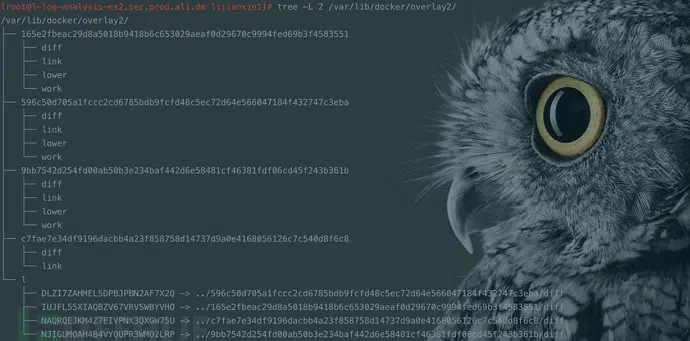 [root@l-log-analysis-es2.sec.prod.ali.dm lijianxin1]# tree -L 2 /var/lib/docker/overlay2/
/var/lib/docker/overlay2/
├── 165e2fbeac29d8a5018b9418b6c653029aeaf0d29670c9994fed69b3f4583551
│   ├── diff
│   ├── link
│   ├── lower
│   └── work
├── 596c50d705a1fccc2cd6785bdb9fcfd48c5ec72d64e566047184f432747c3eba
│   ├── diff
│   ├── link
│   ├── lower
│   └── work
├── 9bb7542d254fd00ab50b3e234baf442d6e58481cf46381fdf06cd45f243b361b
│   ├── diff
│   ├── link
│   ├── lower
│   └── work
├── c7fae7e34df9196dacbb4a23f858758d14737d9a0e4168056126c7c540d8f6c8
│   ├── diff
│   └── link
└── l
    ├── DLZI7ZAHMEL5DPBJPBN2AF7X2Q -> ../596c50d705a1fccc2cd6785bdb9fcfd48c5ec72d64e566047184f432747c3eba/diff
    ├── IUJFL55XIAQBZV67VRVSWBYVHO -> ../165e2fbeac29d8a5018b9418b6c653029aeaf0d29670c9994fed69b3f4583551/diff
    ├── NAQRQEJKM4Z7EIVPNX3QXGW75U -> ../c7fae7e34df9196dacbb4a23f858758d14737d9a0e4168056126c7c540d8f6c8/diff
    └── NJIGUMOAH4B4VYQUPR3WMO2LRP -> ../9bb7542d254fd00ab50b3e234baf442d6e58481cf46381fdf06cd45f243b361b/diff